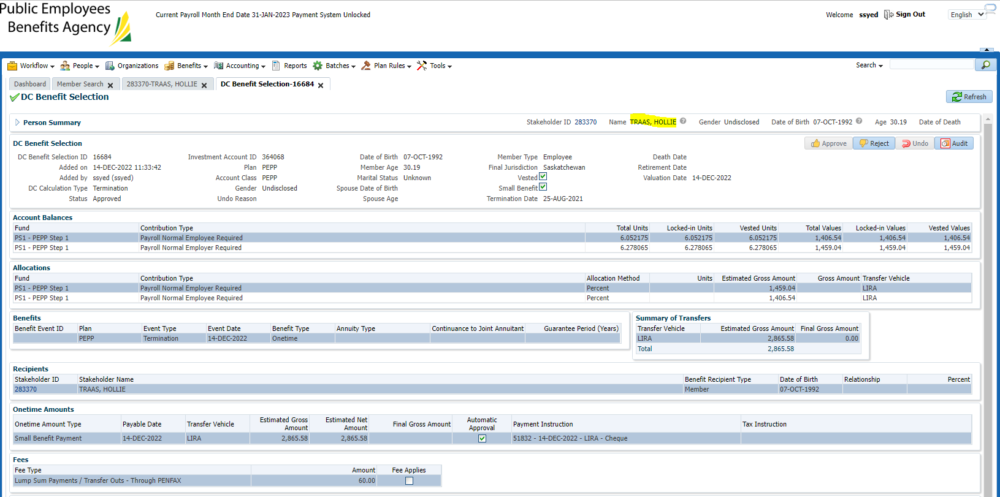 Public Employees
Benefits Agency
Current Payroll Month End Date 31-JAN-2023 Payment System Unlocked
Welcome ssyed Sign Out English
Workflow People Organizations Benefits Accounting Reports Batches Plan Rules Tools Search
Dashboard Member Search 283370-TRAAS, HOLLIE DC Benefit Selection-16684
DC Benefit Selection Refresh
Person Summary Stakeholder ID 283370 Name TRAAS, HOLLIE Gender Undisclosed Date of Birth 07-OCT-1992 Age 30.19 Date of Death
DC Benefit Selection Approve Reject Undo Audit
DC Benefit Selection ID 16684 Investment Account ID 364068 Date of Birth 07-OCT-1992 Member Type Employee Death Date
Added on 14-DEC-2022 11:33:42 Plan PEPP Member Age 30.19 Final Jurisdiction Saskatchewan Retirement Date
Added by ssyed (ssyed) Account Class PEPP Marital Status Unknown Vested Valuation Date 14-DEC-2022
DC Calculation Type Termination Gender Undisclosed Spouse Date of Birth Small Benefit
Status Approved Undo Reason Spouse Age Termination Date 25-AUG-2021
Account Balances
Fund Contribution Type Total Units Locked-in Units Vested Units Total Values Locked-in Values Vested Values
PS1 - PEPP Step 1 Payroll Normal Employee Required 6.052175 6.052175 6.052175 1,406.54 1,406.54 1,406.54
PS1 - PEPP Step 1 Payroll Normal Employer Required 6.278065 6.278065 6.278065 1,459.04 1,459.04 1,459.04
Allocations
Fund Contribution Type Allocation Method Units Estimated Gross Amount Gross Amount Transfer Vehicle
PS1 - PEPP Step 1 Payroll Normal Employer Required Percent 1,459.04 LIRA
PS1 - PEPP Step 1 Payroll Normal Employee Required Percent 1,406.54 LIRA
Benefits
Benefit Event ID Plan Event Type Event Date Benefit Type Annuity Type Continuance to Joint Annuitant Guarantee Period (Years)
PEPP Termination 14-DEC-2022 Onetime
Summary of Transfers
Transfer Vehicle Estimated Gross Amount Final Gross Amount
LIRA 2,865.58 0.00
Total 2,865.58
Recipients
Stakeholder ID Stakeholder Name Benefit Recipient Type Date of Birth Relationship Percent
283370 TRAAS, HOLLIE Member 07-OCT-1992
Onetime Amounts
Onetime Amount Type Payable Date Transfer Vehicle Estimated Gross Amount Estimated Net Amount Final Gross Amount Automatic Approval Payment Instruction Tax Instruction
Small Benefit Payment 14-DEC-2022 LIRA 2,865.58 2,865.58 51832 - 14-DEC-2022 - LIRA - Cheque
Fees
Fee Type Amount Fee Applies
Lump Sum Payments / Transfer Outs - Through PENFAX 60.00